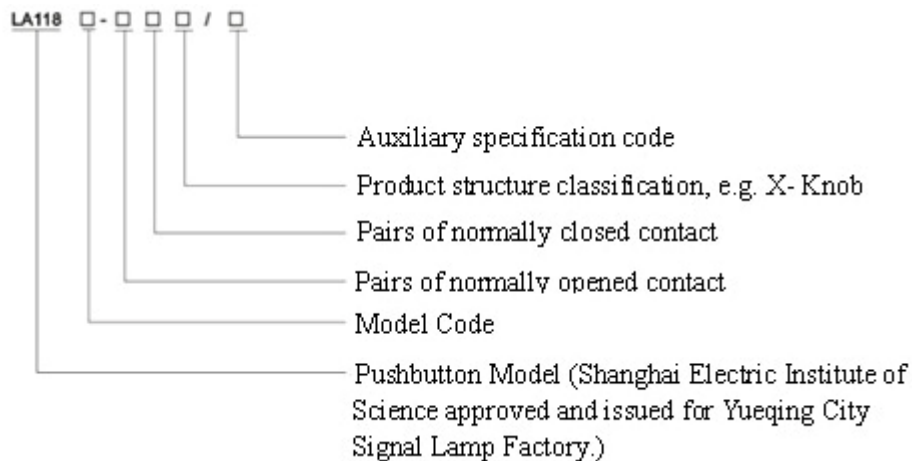 LA118 □-□ □ □ / □
Auxiliary specification code
Product structure classification, e.g. X- Knob
Pairs of normally closed contact
Pairs of normally opened contact
Model Code
Pushbutton Model (Shanghai Electric Institute of
Science approved and issued for Yueqing City
Signal Lamp Factory.)